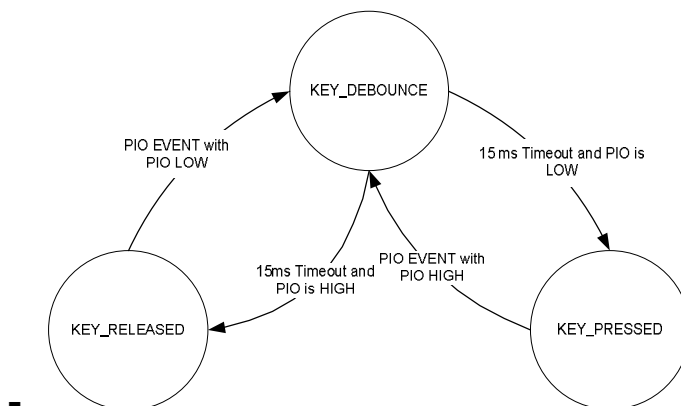 KEY_DEBOUNCE
PIO EVENT with
PIO LOW
15 ms Timeout and PIO is
LOW
15ms Timeout and
PIO is HIGH
PIO EVENT with
PIO HIGH
KEY_RELEASED
KEY_PRESSED